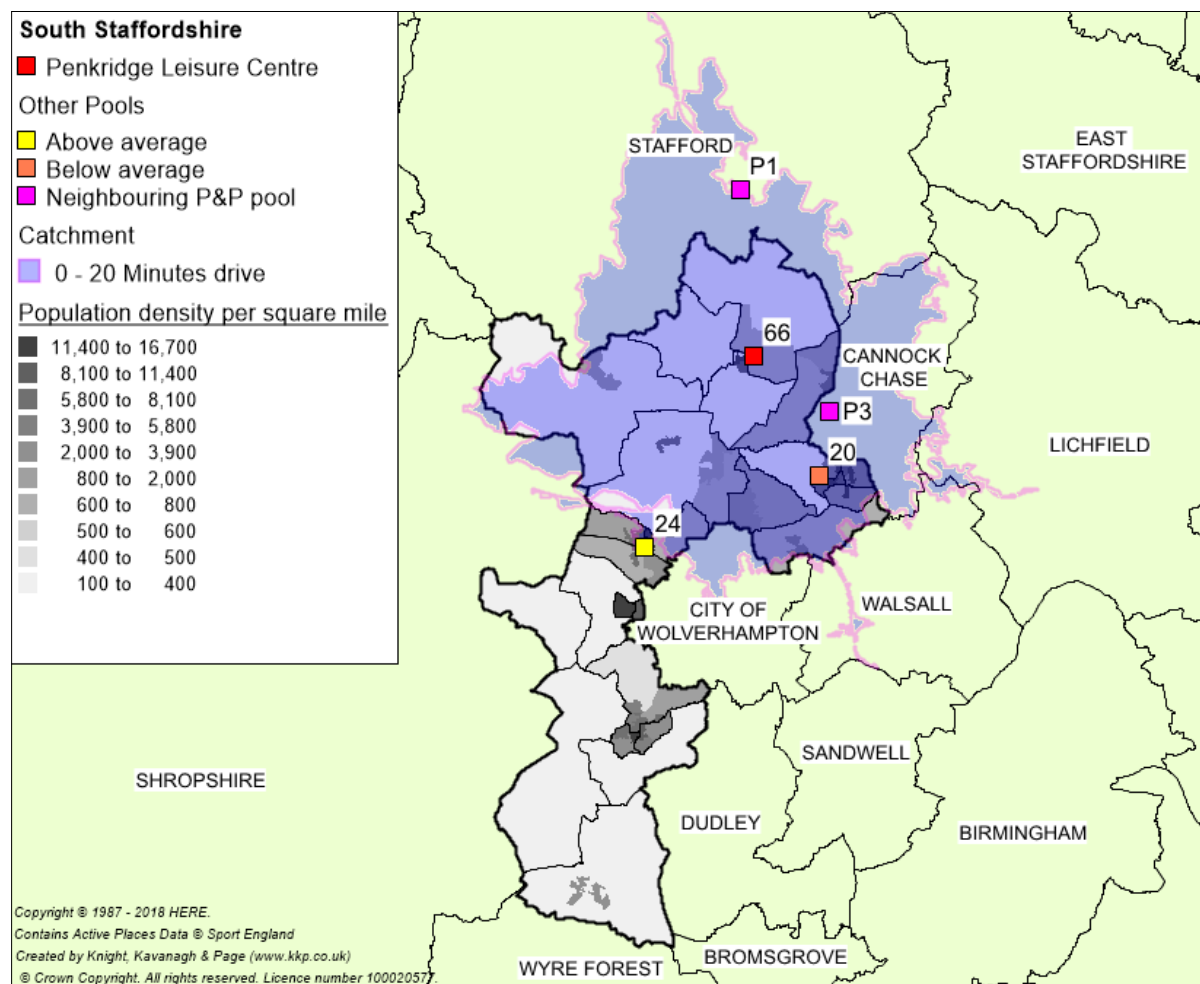 South Staffordshire
Penkridge Leisure Centre
Other Pools
Above average
Below average
Neighbouring P&P pool
Catchment
0 - 20 Minutes drive
Population density per square mile
11,400 to 16,700
8,100 to 11,400
5,800 to 8,100
3,900 to 5,800
2,000 to 3,900
800 to 2,000
600 to 800
500 to 600
400 to 500
100 to 400
STAFFORD
P1
EAST
STAFFORDSHIRE
66
CANNOCK
CHASE
P3
LICHFIELD
20
24
CITY OF
WOLVERHAMPTON
WALSALL
SHROPSHIRE
SANDWELL
DUDLEY
BIRMINGHAM
WYRE FOREST
BROMSGROVE
Copyright © 1987 - 2018 HERE.
Contains Active Places Data © Sport England
Created by Knight, Kavanagh & Page (www.kkp.co.uk)
© Crown Copyright. All rights reserved. Licence number 100020577.